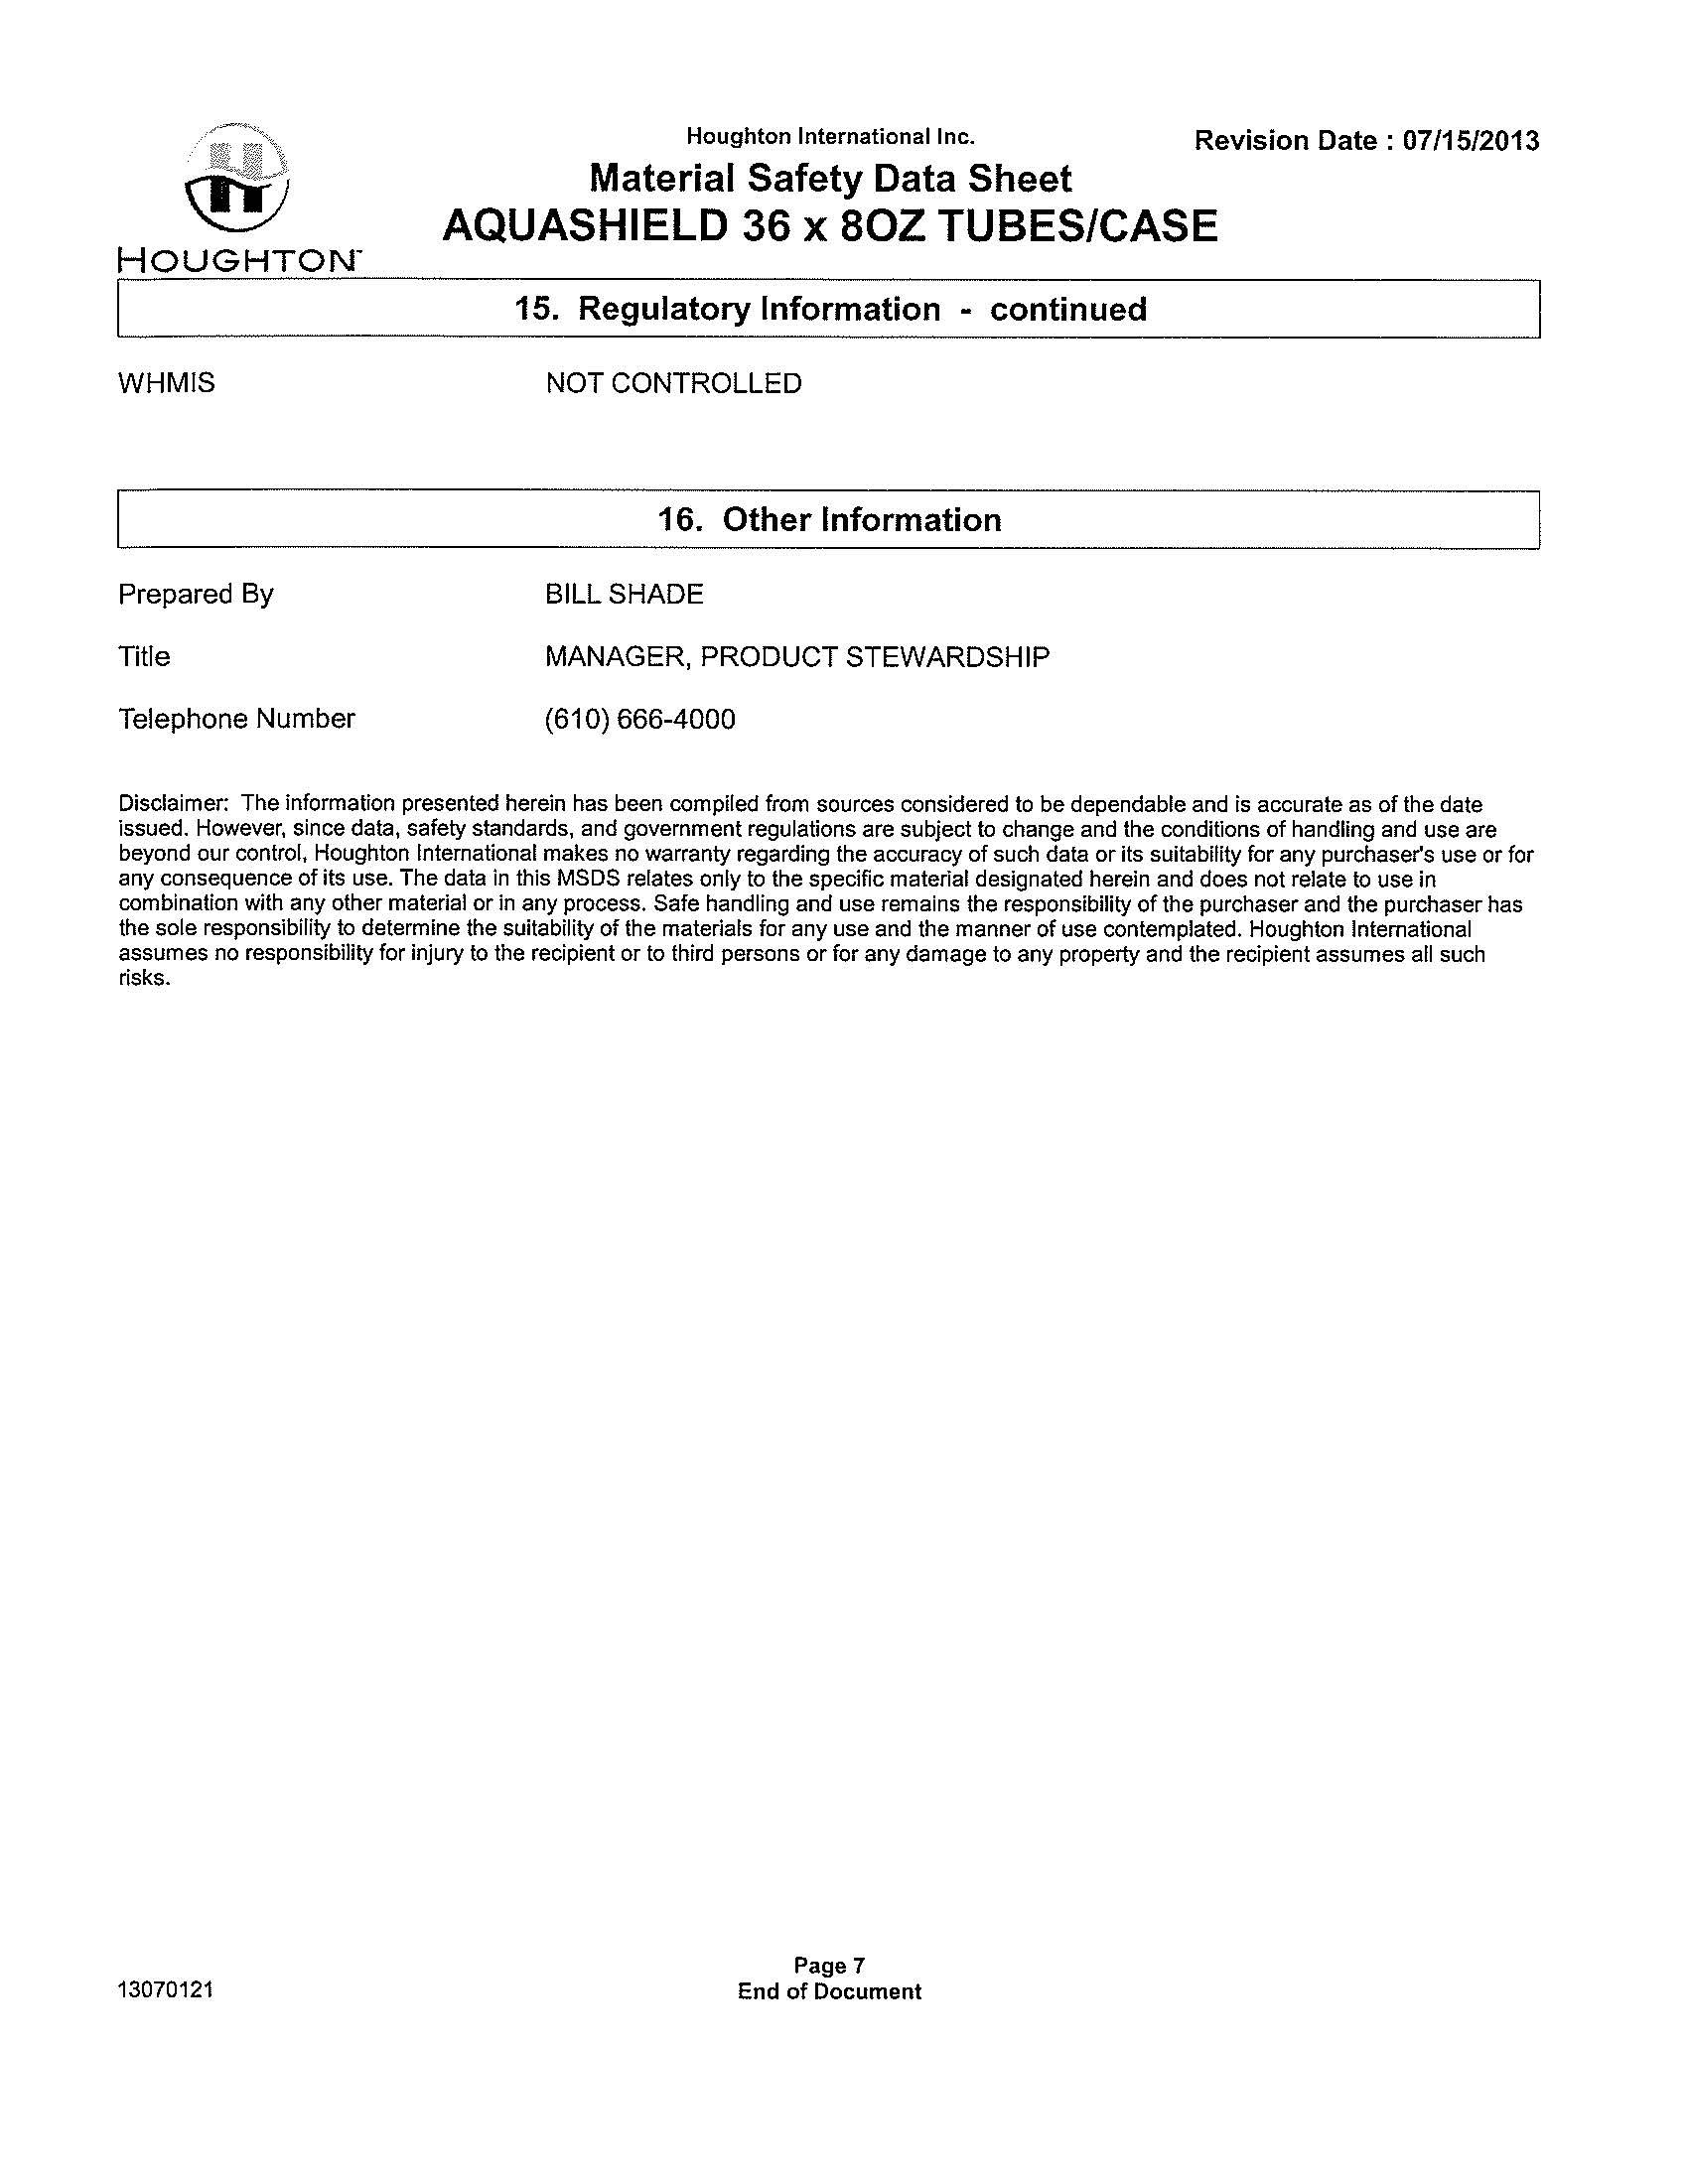 Houghton International Inc.
Revision Date : 07/15/2013
Material Safety Data Sheet
AQUASHIELD 36 x 8OZ TUBES/CASE
HOUGHTON
15. Regulatory Information - continued
WHMIS NOT CONTROLLED
16. Other Information
Prepared By BILL SHADE
Title MANAGER, PRODUCT STEWARDSHIP
Telephone Number (610) 666-4000
Disclaimer: The information presented herein has been compiled from sources considered to be dependable and is accurate as of the date
issued. However, since data, safety standards, and government regulations are subject to change and the conditions of handling and use are
beyond our control, Houghton International makes no warranty regarding the accuracy of such data or its suitability for any purchaser's use or for
any consequence of its use. The data in this MSDS relates only to the specific material designated herein and does not relate to use in
combination with any other material or in any process. Safe handling and use remains the responsibility of the purchaser and the purchaser has
the sole responsibility to determine the suitability of the materials for any use and the manner of use contemplated. Houghton International
assumes no responsibility for injury to the recipient or to third persons or for any damage to any property and the recipient assumes all such
risks.
Page 7
13070121
End of Document